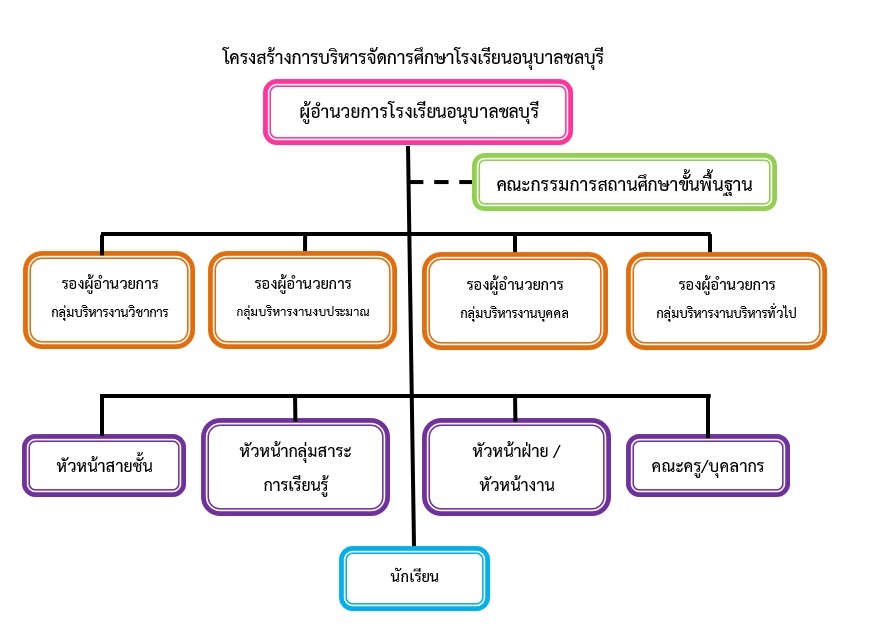 โครงสร้างการบริหารจัดการศึกษาโรงเรียนอนุบาลชลบุรี
ผู้อำนวยการโรงเรียนอนุบาลชลบุรี
คณะกรรมการสถานศึกษาขั้นพื้นฐาน
รองผู้อำนวยการ
กลุ่มบริหารงานวิชาการ
รองผู้อำนวยการ
กลุ่มบริหารงานงบประมาณ
รองผู้อำนวยการ
กลุ่มบริหารงานบุคคล
รองผู้อำนวยการ
กลุ่มบริหารงานบริหารทั่วไป
หัวหน้าสายชั้น
หัวหน้ากลุ่มสาระ
การเรียนรู้
หัวหน้าฝ่าย /
หัวหน้างาน
คณะครู/บุคลากร
นักเรียน